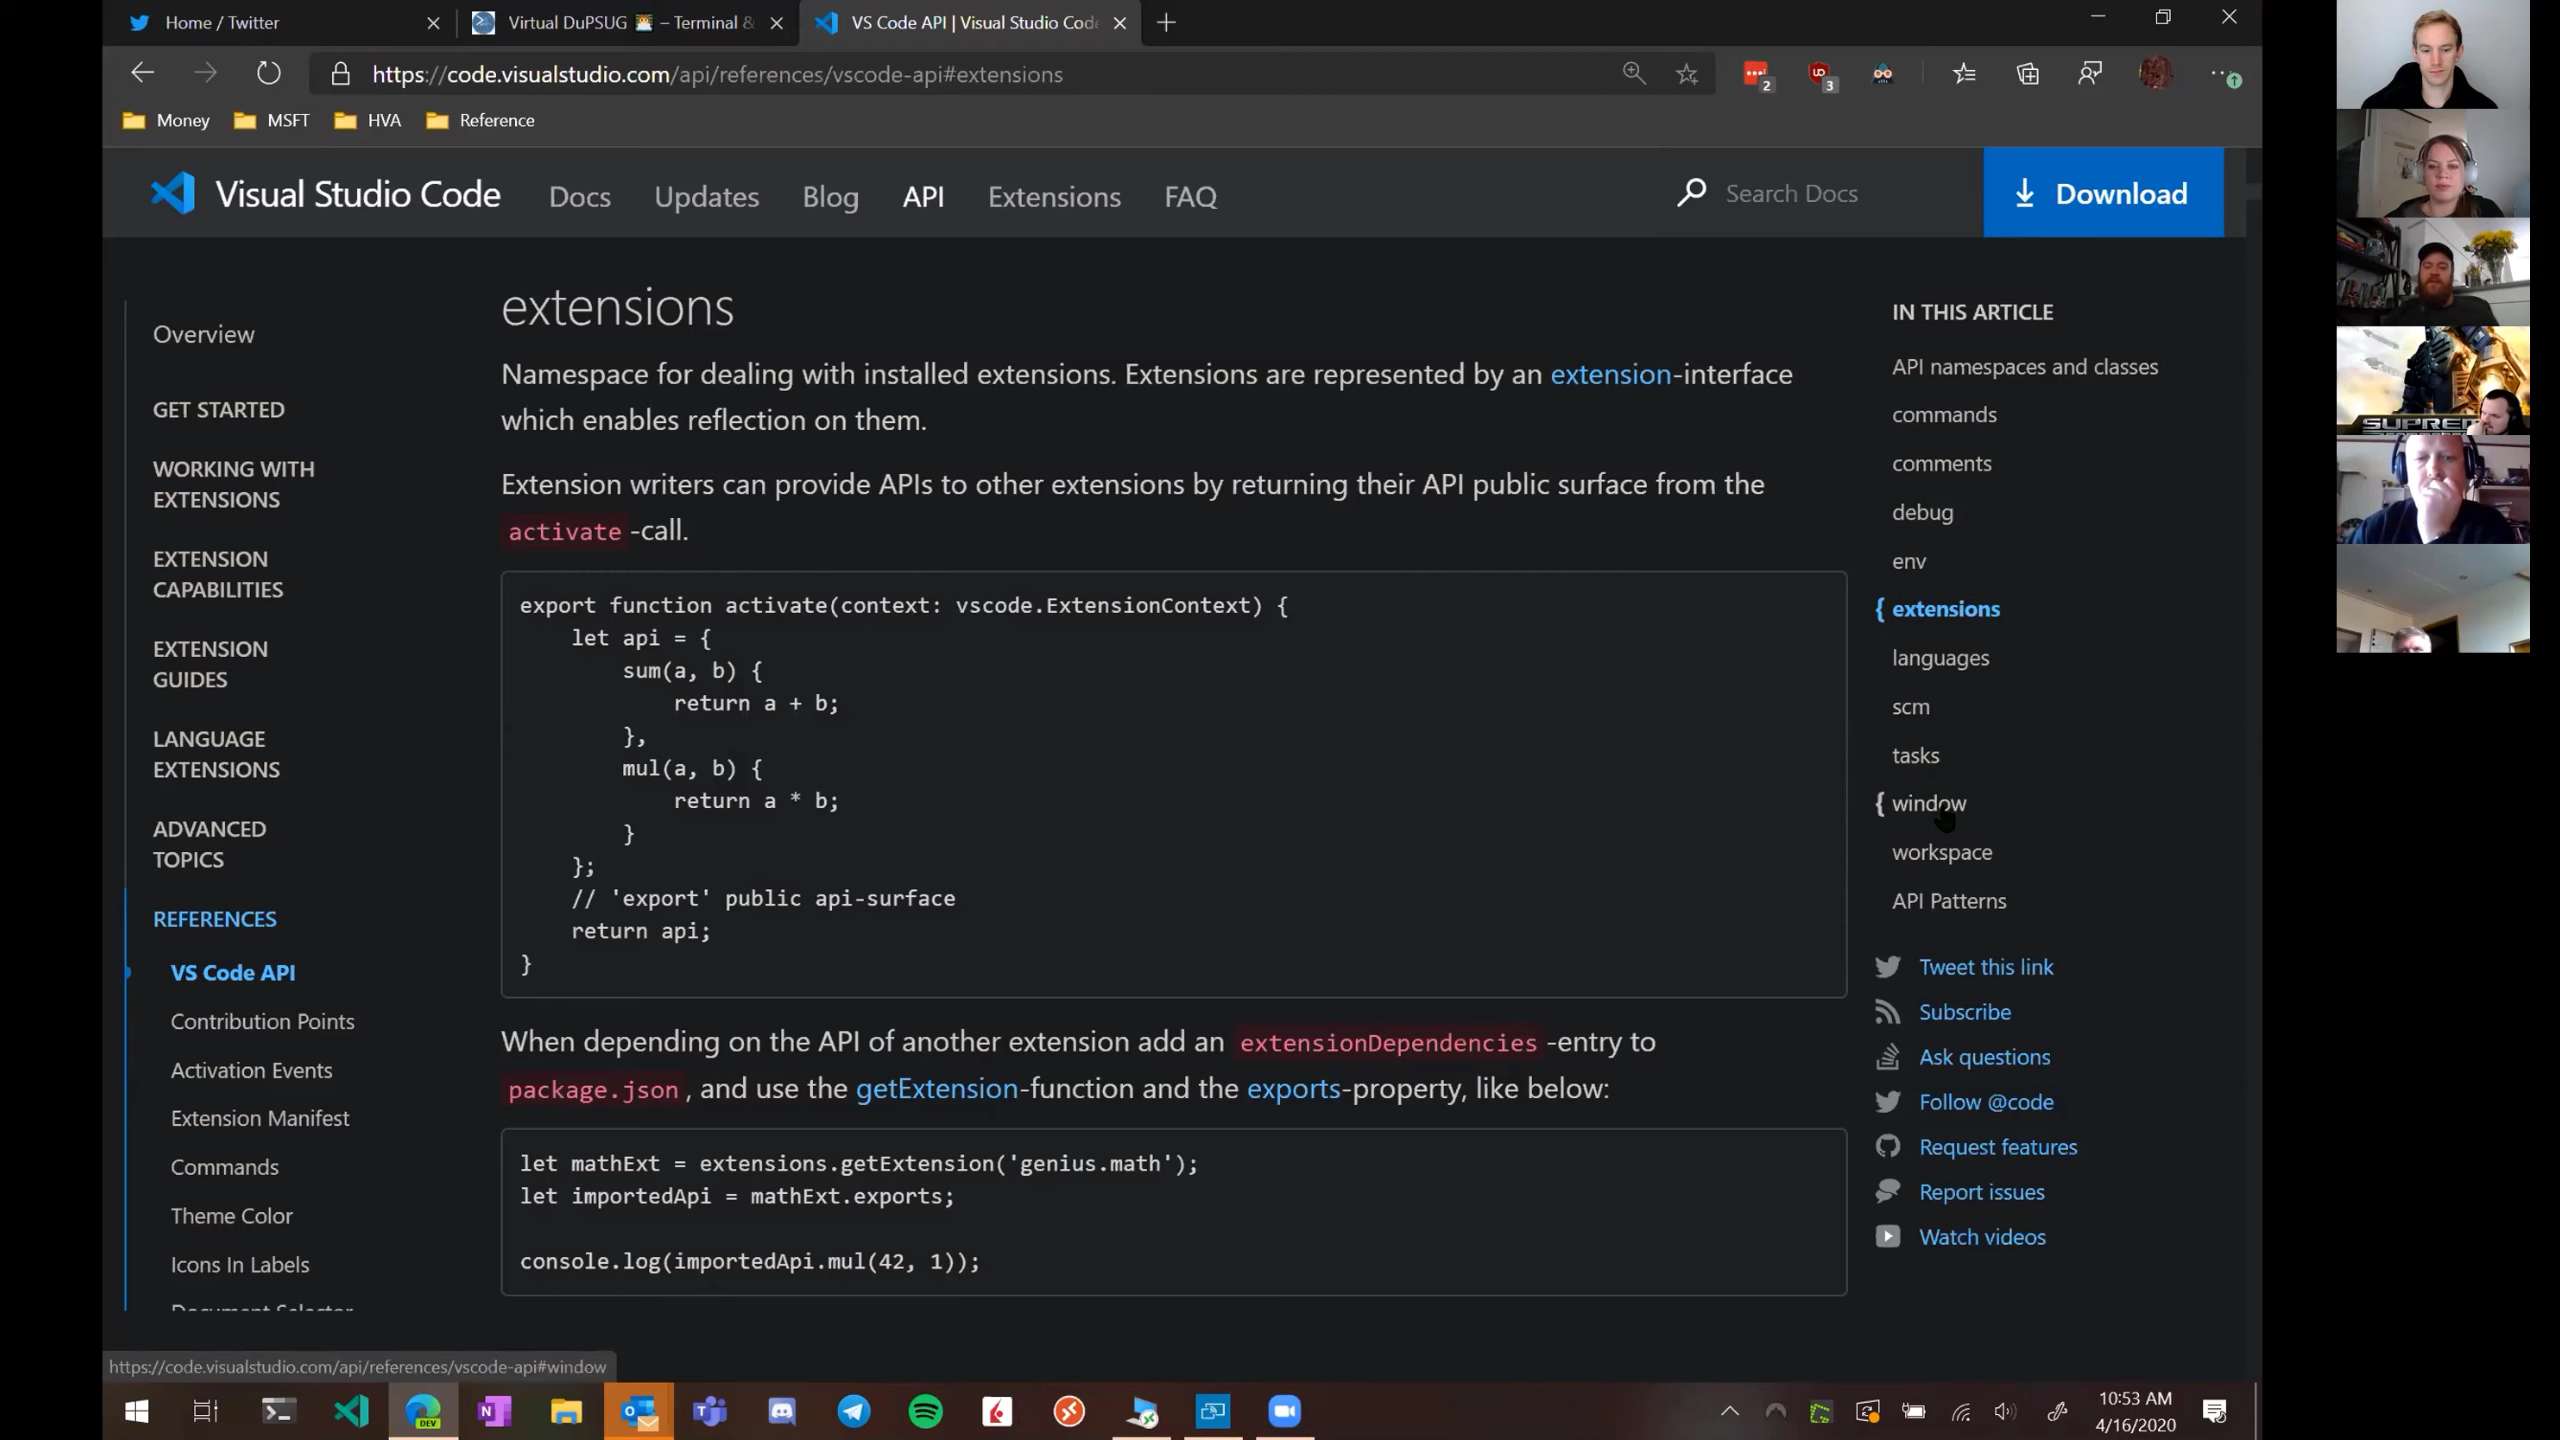 Home / Twitter
Virtual DuPSUG 👨‍💻 – Terminal &
VS Code API | Visual Studio Code
https://code.visualstudio.com/api/references/vscode-api#extensions
2
3
Money
MSFT
HVA
Reference
Visual Studio Code
Docs
Updates
Blog
API
Extensions
FAQ
Search Docs
Download
Overview
GET STARTED
WORKING WITH
EXTENSIONS
EXTENSION
CAPABILITIES
EXTENSION
GUIDES
LANGUAGE
EXTENSIONS
ADVANCED
TOPICS
REFERENCES
VS Code API
Contribution Points
Activation Events
Extension Manifest
Commands
Theme Color
Icons In Labels
Document Selector
extensions
Namespace for dealing with installed extensions. Extensions are represented by an extension-interface
which enables reflection on them.
Extension writers can provide APIs to other extensions by returning their API public surface from the
activate -call.
export function activate(context: vscode.ExtensionContext) {
let api = {
sum(a, b) {
return a + b;
},
mul(a, b) {
return a * b;
}
};
// 'export' public api-surface
return api;
}
When depending on the API of another extension add an extensionDependencies -entry to
package.json , and use the getExtension-function and the exports-property, like below:
let mathExt = extensions.getExtension('genius.math');
let importedApi = mathExt.exports;
console.log(importedApi.mul(42, 1));
IN THIS ARTICLE
API namespaces and classes
commands
comments
debug
env
{ extensions
languages
scm
tasks
{ window
workspace
API Patterns
Tweet this link
Subscribe
Ask questions
Follow @code
Request features
Report issues
Watch videos
https://code.visualstudio.com/api/references/vscode-api#window
DEV
10:53 AM
4/16/2020